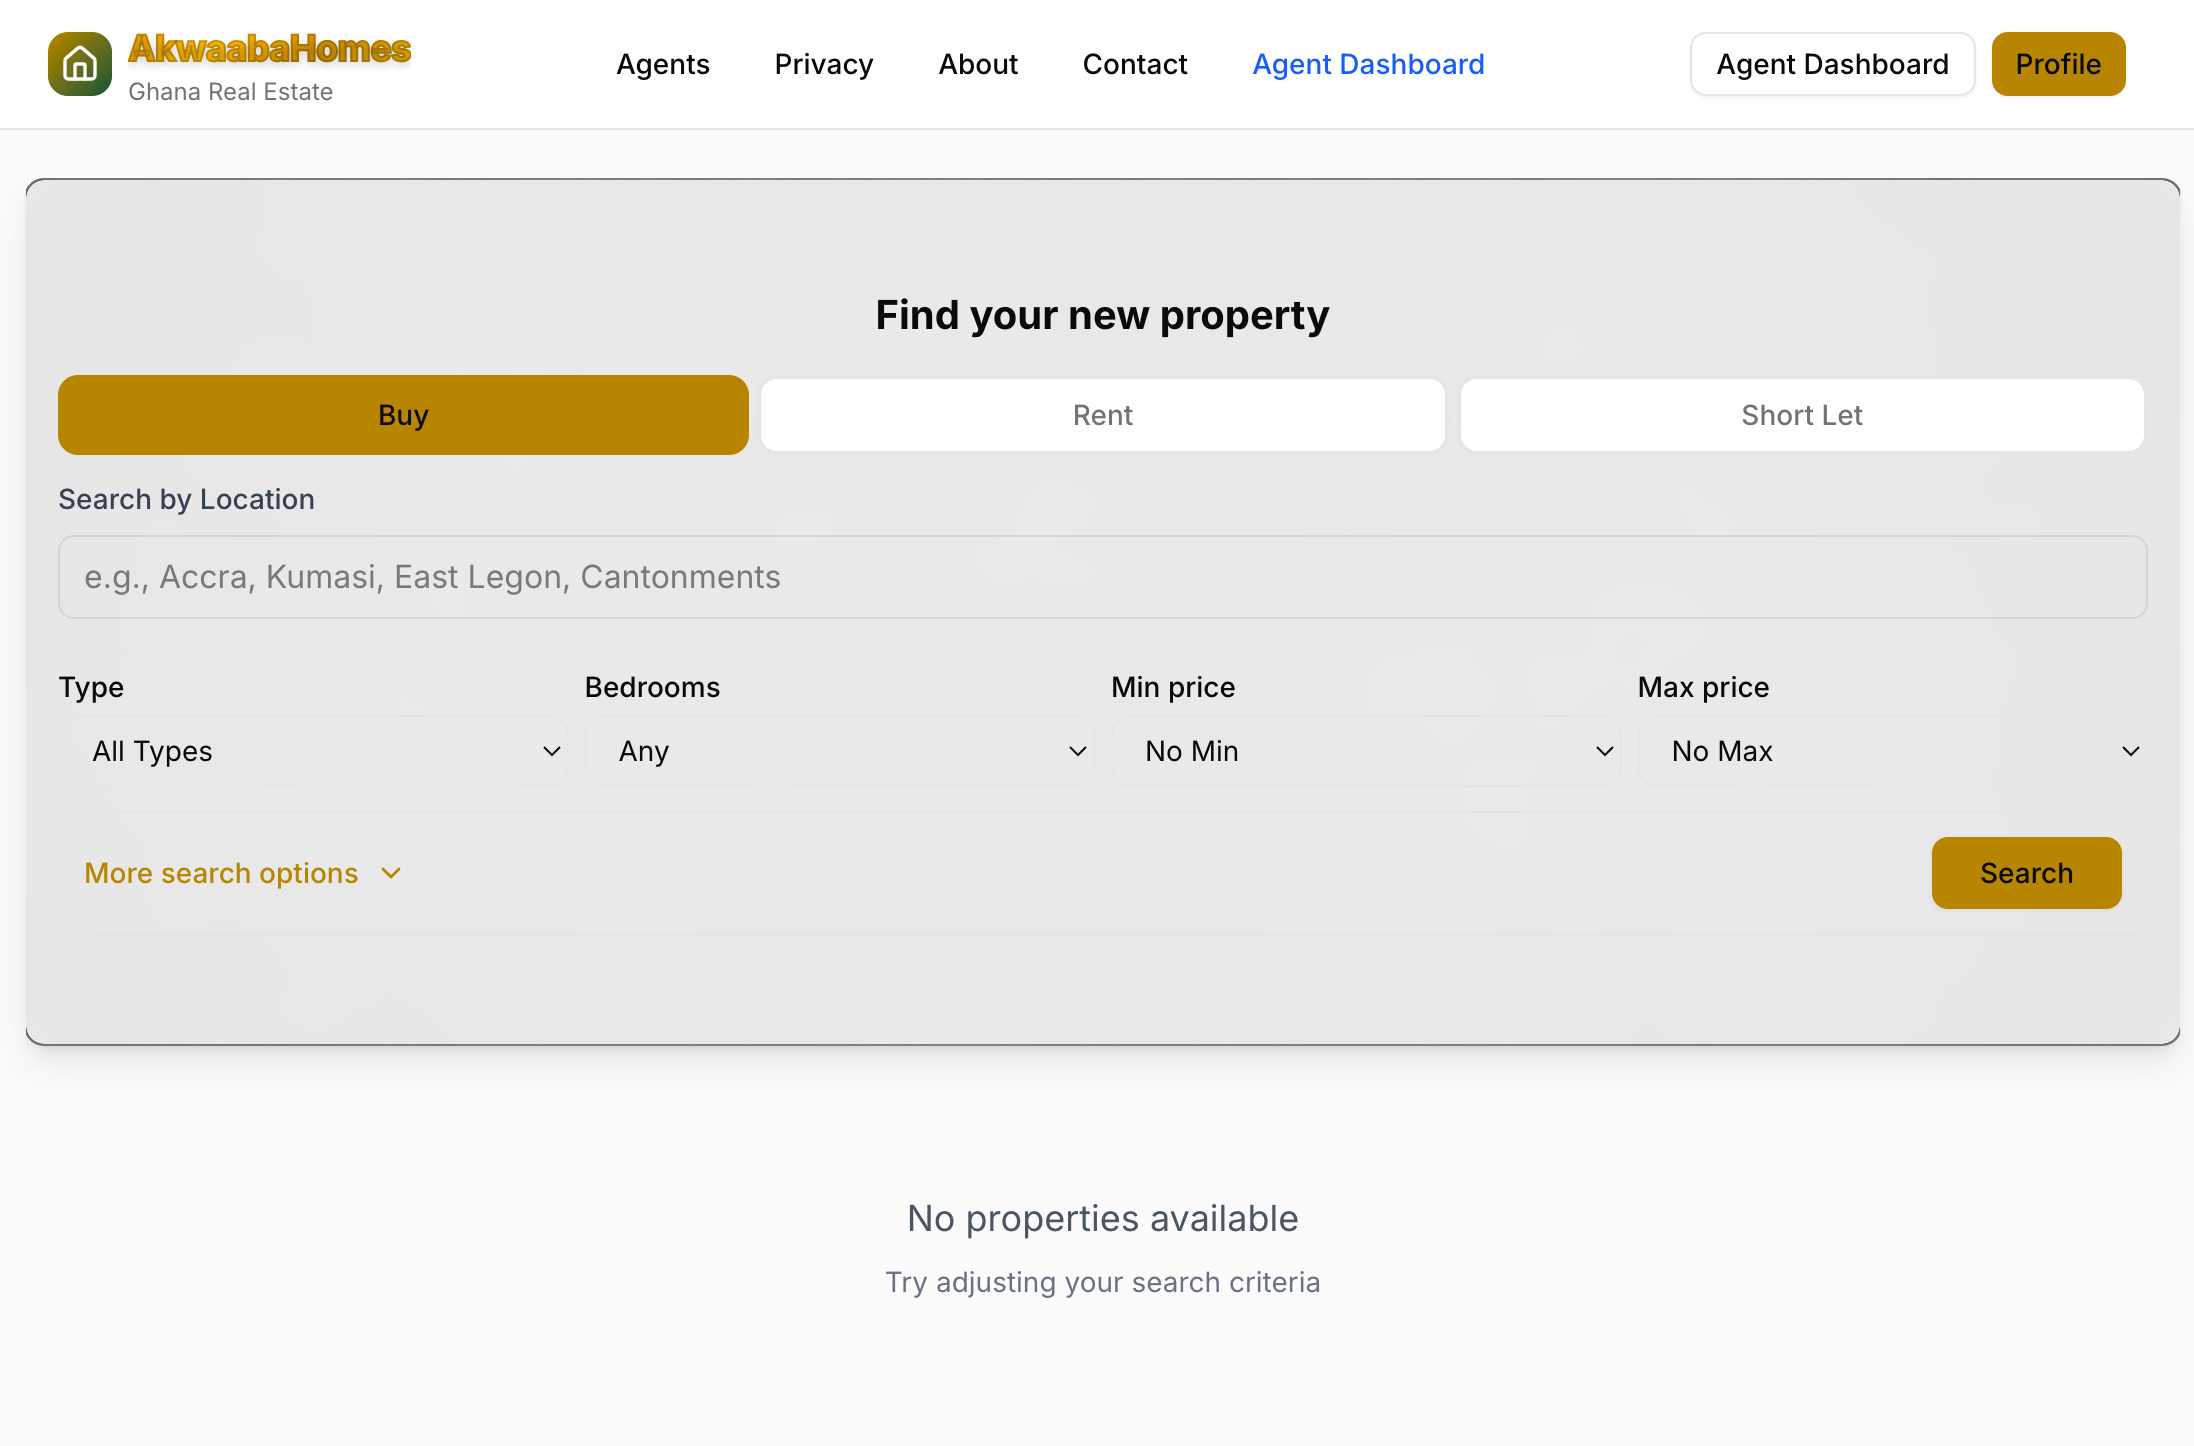 AkwaabaHomes
Ghana Real Estate
Agents
Privacy
About
Contact
Agent Dashboard
Agent Dashboard
Profile
Find your new property
Buy
Rent
Short Let
Search by Location
e.g., Accra, Kumasi, East Legon, Cantonments
Type
Bedrooms
Min price
Max price
All Types
Any
No Min
No Max
More search options
Search
No properties available
Try adjusting your search criteria